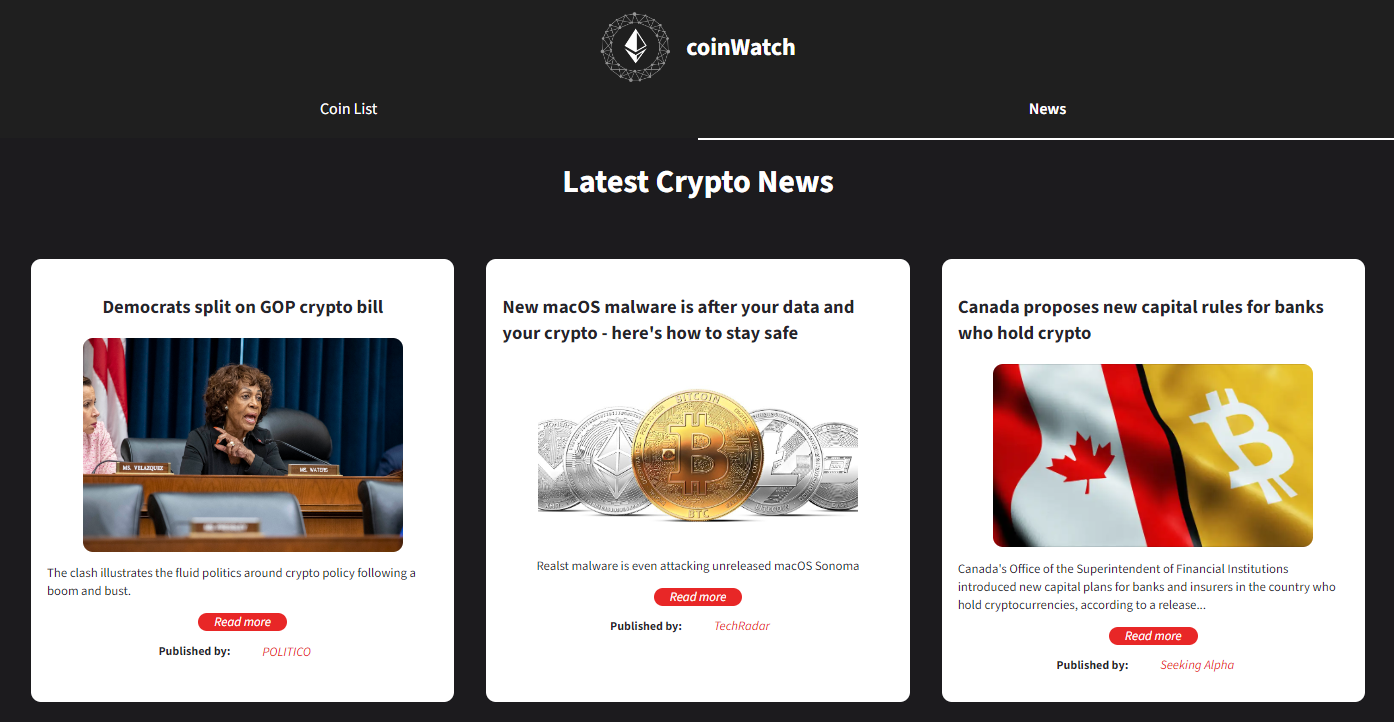 coinWatch
Coin List
News
Latest Crypto News
Democrats split on GOP crypto bill
MS. VELAZQUEZ
MS. WATERS
The clash illustrates the fluid politics around crypto policy following a
boom and bust.
Read more
Published by: POLITICO
New macOS malware is after your data and
your crypto - here's how to stay safe
BITCOIN
BTC
Realst malware is even attacking unreleased macOS Sonoma
Read more
Published by: TechRadar
Canada proposes new capital rules for banks
who hold crypto
Canada's Office of the Superintendent of Financial Institutions
introduced new capital plans for banks and insurers in the country who
hold cryptocurrencies, according to a release...
Read more
Published by: Seeking Alpha